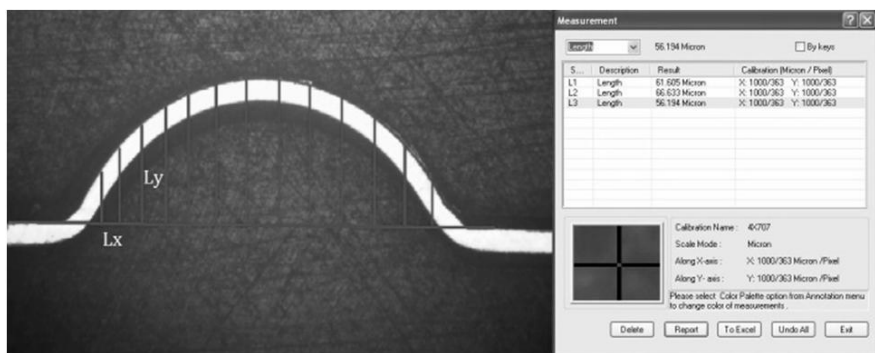 Ly
Lx
Measurement
Length
56.194 Micron
By keys
S... Description Result Calibration (Micron / Pixel)
L1 Length 61.605 Micron X: 1000/363 Y: 1000/363
L2 Length 66.633 Micron X: 1000/363 Y: 1000/363
L3 Length 56.194 Micron X: 1000/363 Y: 1000/363
Calibration Name : 4X707
Scale Mode : Micron
Along X-axis : X: 1000/363 Micron /Pixel
Along Y- axis : Y: 1000/363 Micron /Pixel
Please select Color Palette option from Annotation menu
to change color of measurements .
Delete Report To Excel Undo All Exit